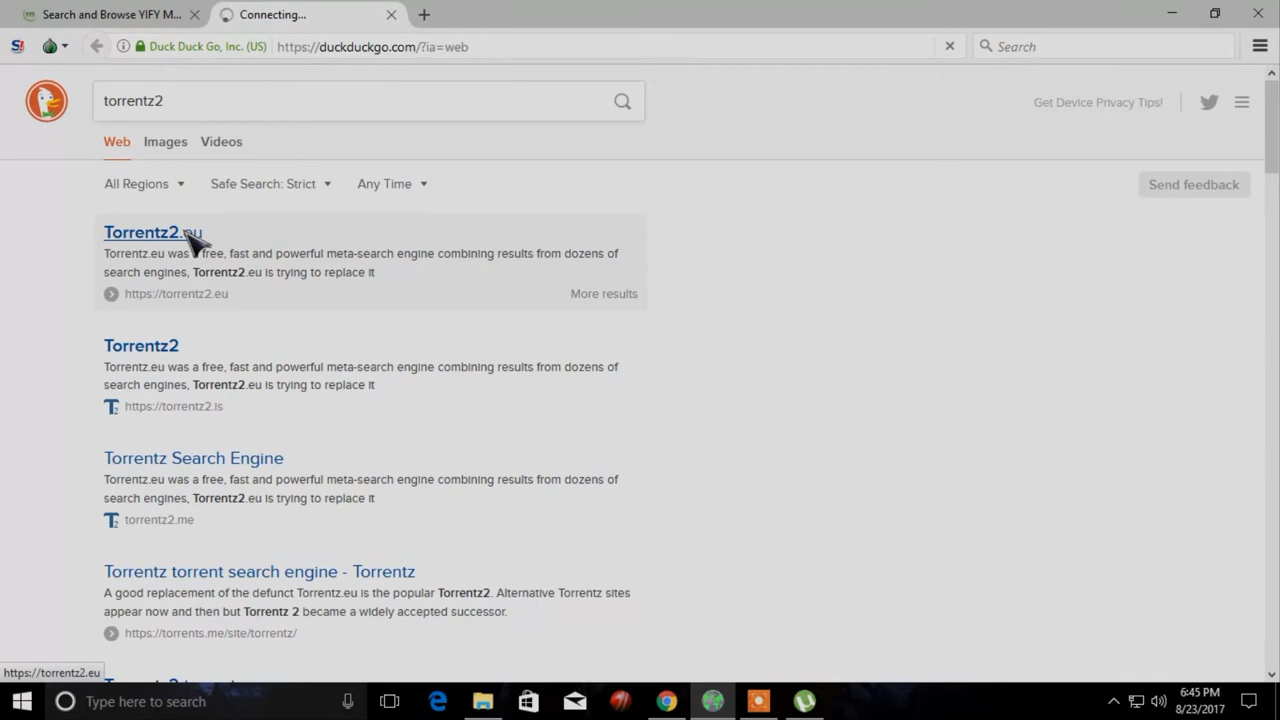 Search and Browse YIFY M...
Connecting...
Duck Duck Go, Inc. (US)
https://duckduckgo.com/?ia=web
Search
torrentz2
Get Device Privacy Tips!
Web Images Videos
All Regions
Safe Search: Strict
Any Time
Send feedback
Torrentz2.eu
Torrentz.eu was a free, fast and powerful meta-search engine combining results from dozens of
search engines, Torrentz2.eu is trying to replace it
https://torrentz2.eu
More results
Torrentz2
Torrentz.eu was a free, fast and powerful meta-search engine combining results from dozens of
search engines, Torrentz2.eu is trying to replace it
https://torrentz2.is
Torrentz Search Engine
Torrentz.eu was a free, fast and powerful meta-search engine combining results from dozens of
search engines, Torrentz2.eu is trying to replace it
torrentz2.me
Torrentz torrent search engine - Torrentz
A good replacement of the defunct Torrentz.eu is the popular Torrentz2. Alternative Torrentz sites
appear now and then but Torrentz 2 became a widely accepted successor.
https://torrents.me/site/torrentz/
https://torrentz2.eu
Type here to search
6:45 PM
8/23/2017